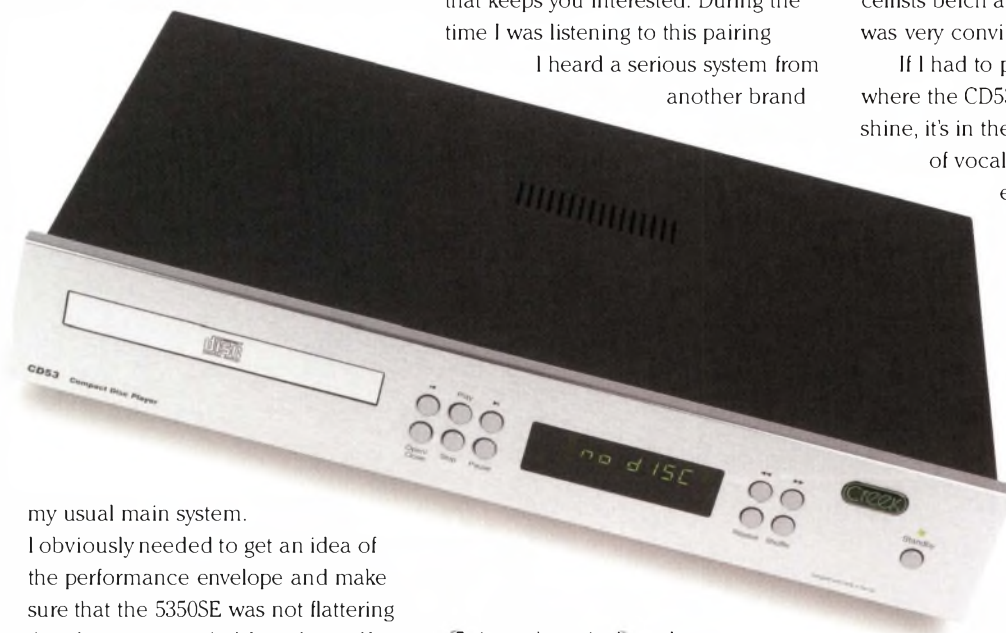 that keeps you interested. During the
time I was listening to this pairing
I heard a serious system from
another brand
was very convi
If I had to p
where the CD53
shine, it's in the
of vocal
disc
CD53 Compact Disc Player
Play
Open/
Close
Stop
Pause
no dISC
Repeat
Shuffle
Creek
Standby
my usual main system.
I obviously needed to get an idea of
the performance envelope and make
sure that the 5350SE was not flattering